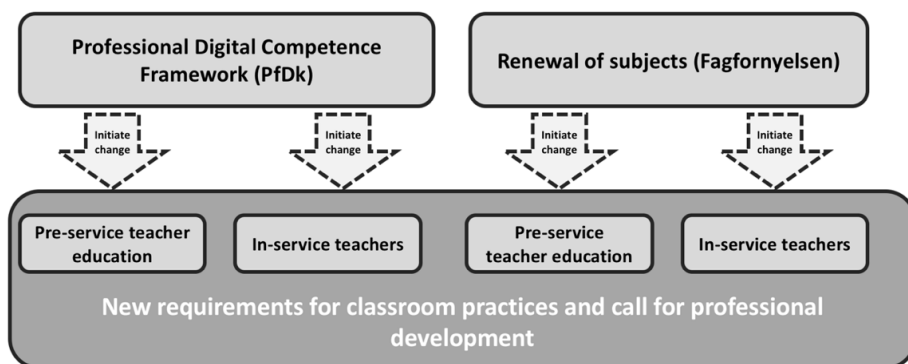 Professional Digital Competence
Framework (PfDk)
Renewal of subjects (Fagfornyelsen)
Initiate
change
Initiate
change
Initiate
change
Initiate
change
Pre-service teacher
education
In-service teachers
Pre-service
teacher education
In-service teachers
New requirements for classroom practices and call for professional
development